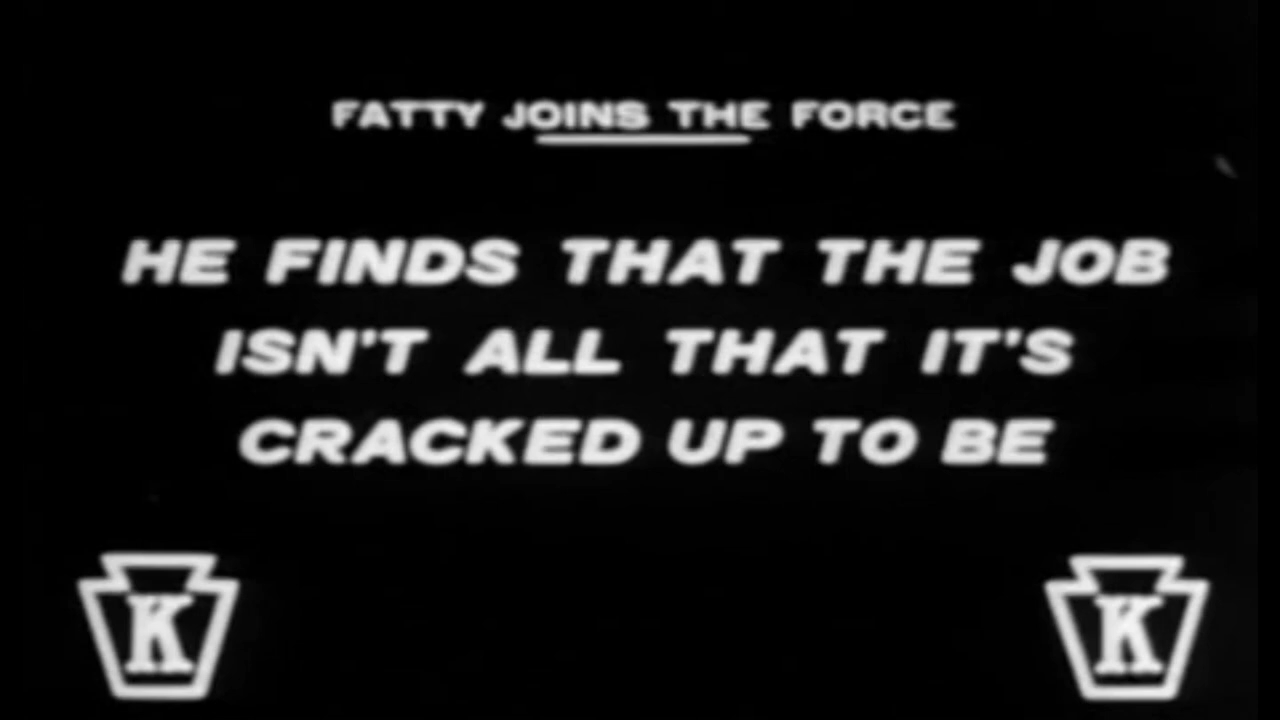 FATTY JOINS THE FORCE
HE FINDS THAT THE JOB
ISN'T ALL THAT IT'S
CRACKED UP TO BE
K K